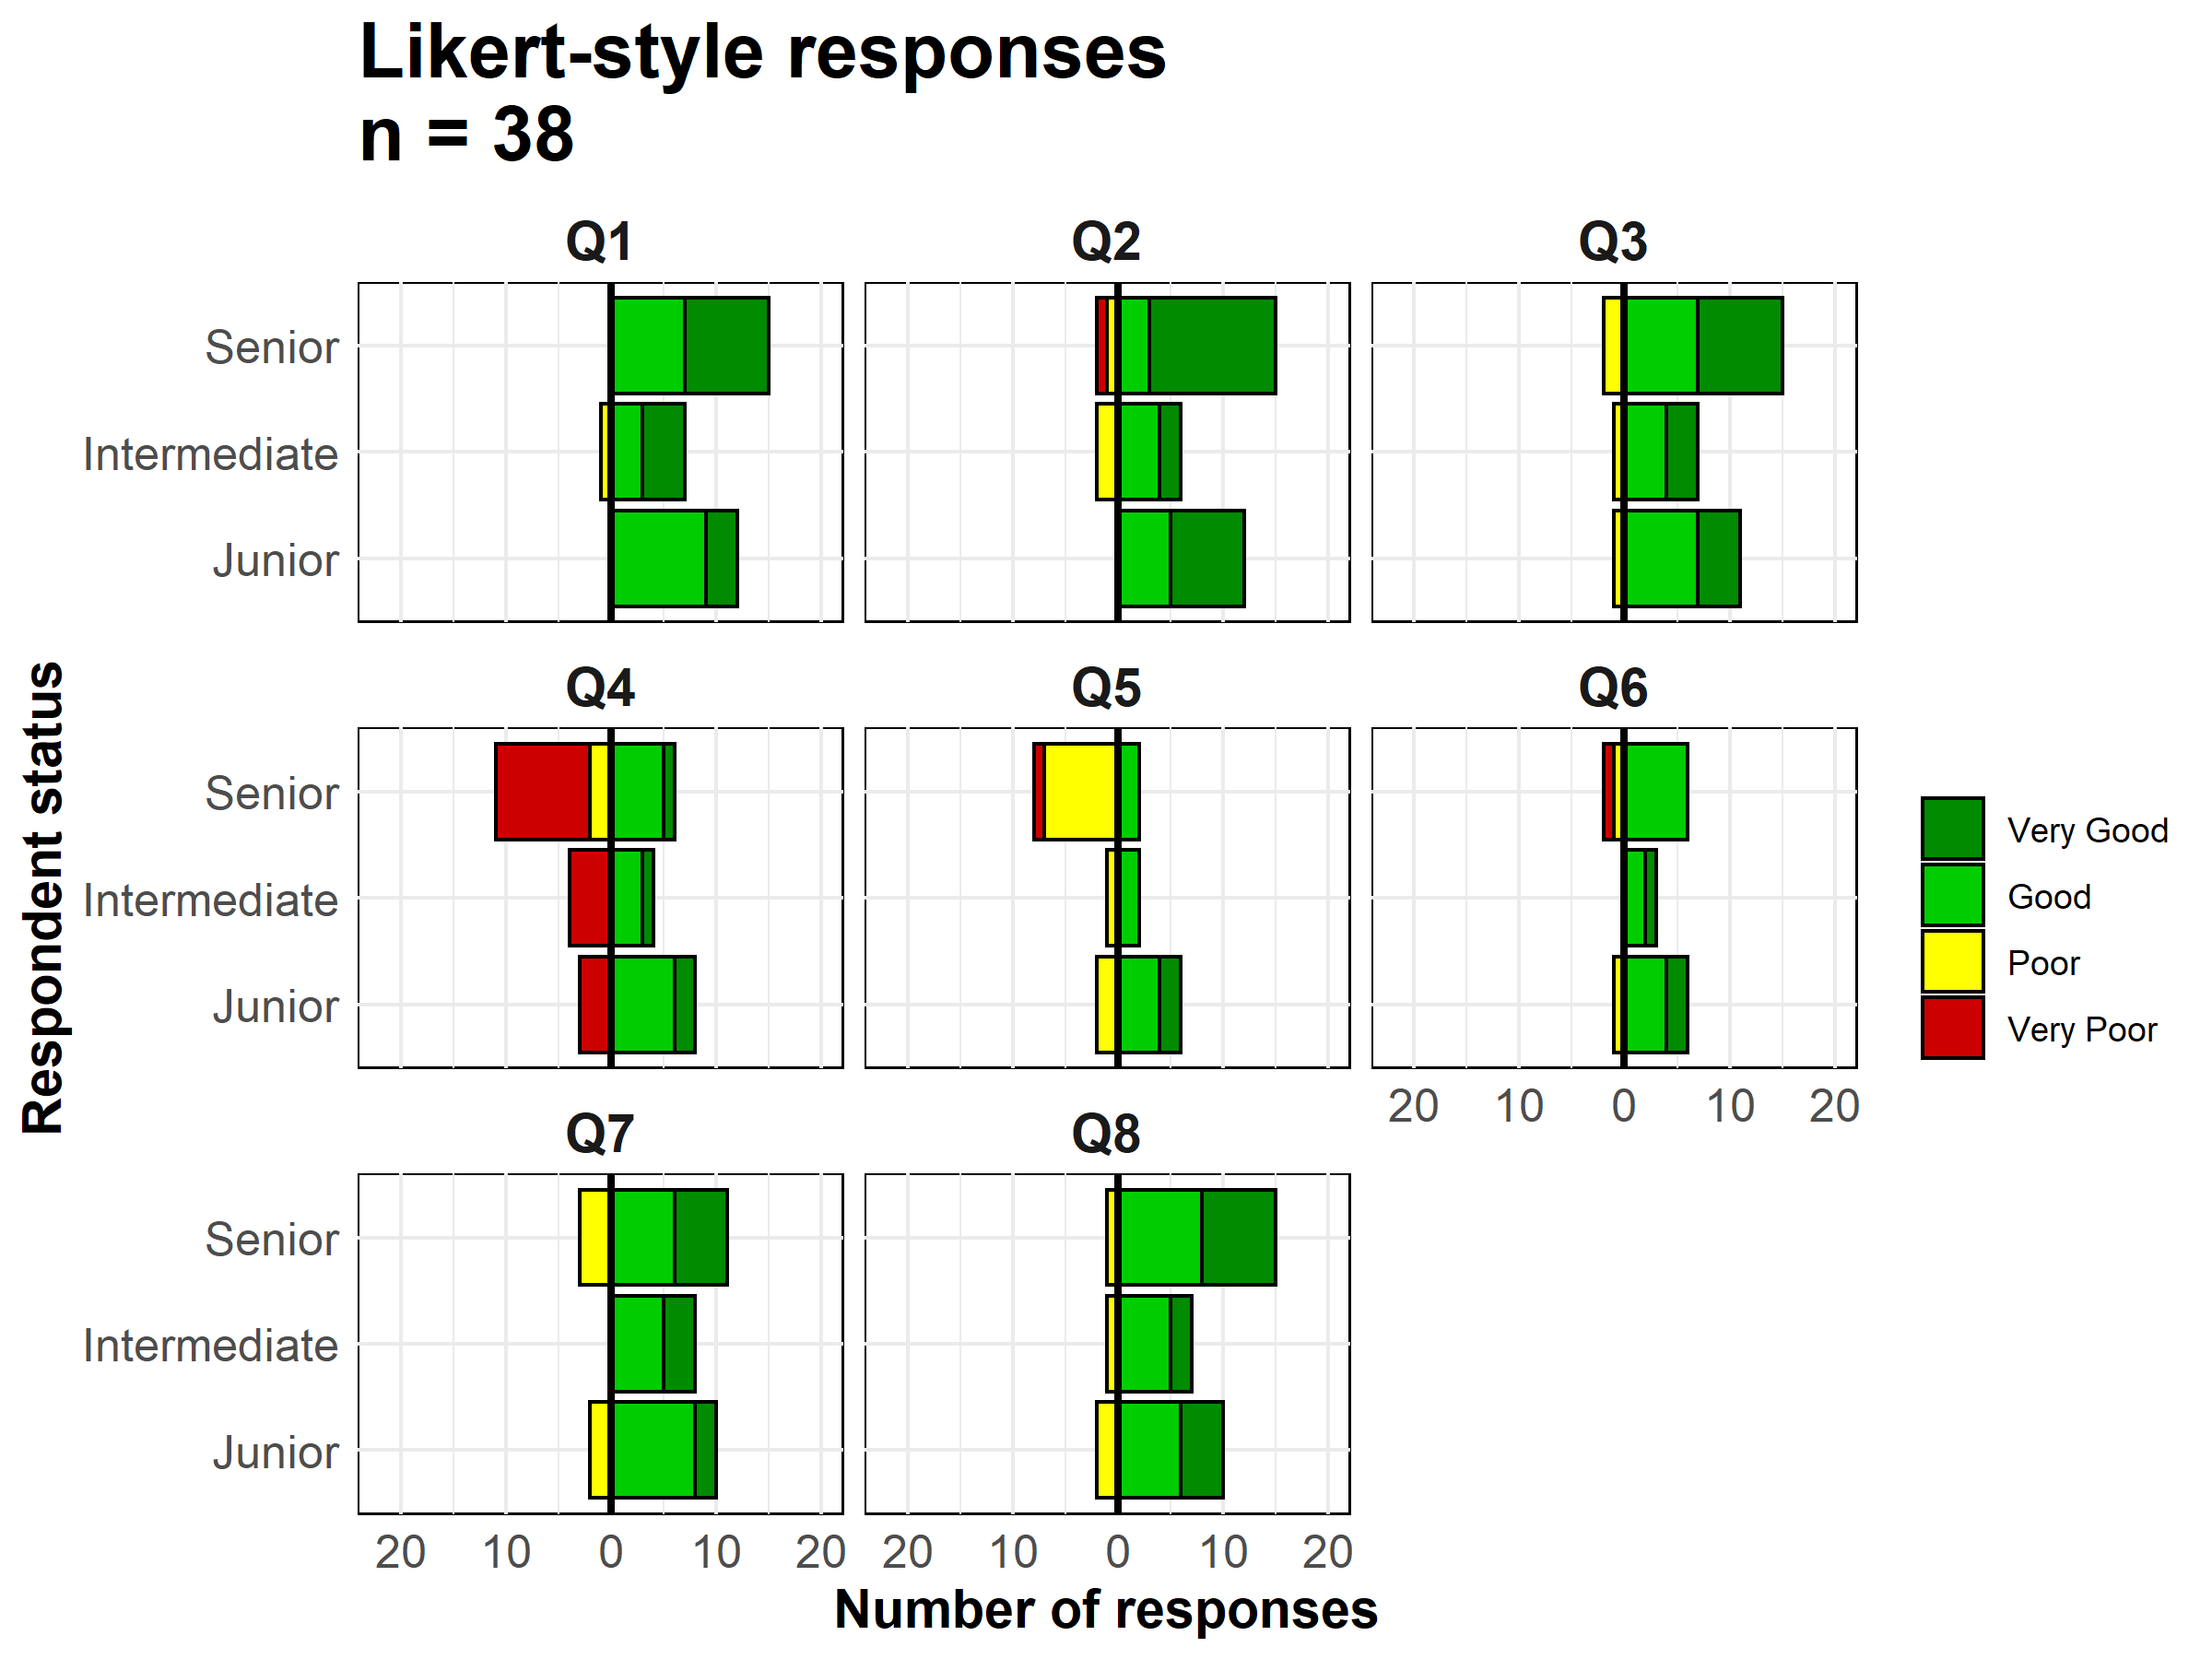 Likert-style responses
n = 38
Q1
Q2
Q3
Senior
Intermediate
Junior
Q4
Q5
Q6
Respondent status
Senior
Intermediate
Junior
20 10 0 10 20
Very Good
Good
Poor
Very Poor
Q7
Q8
Senior
Intermediate
Junior
20 10 0 10 20
20 10 0 10 20
Number of responses